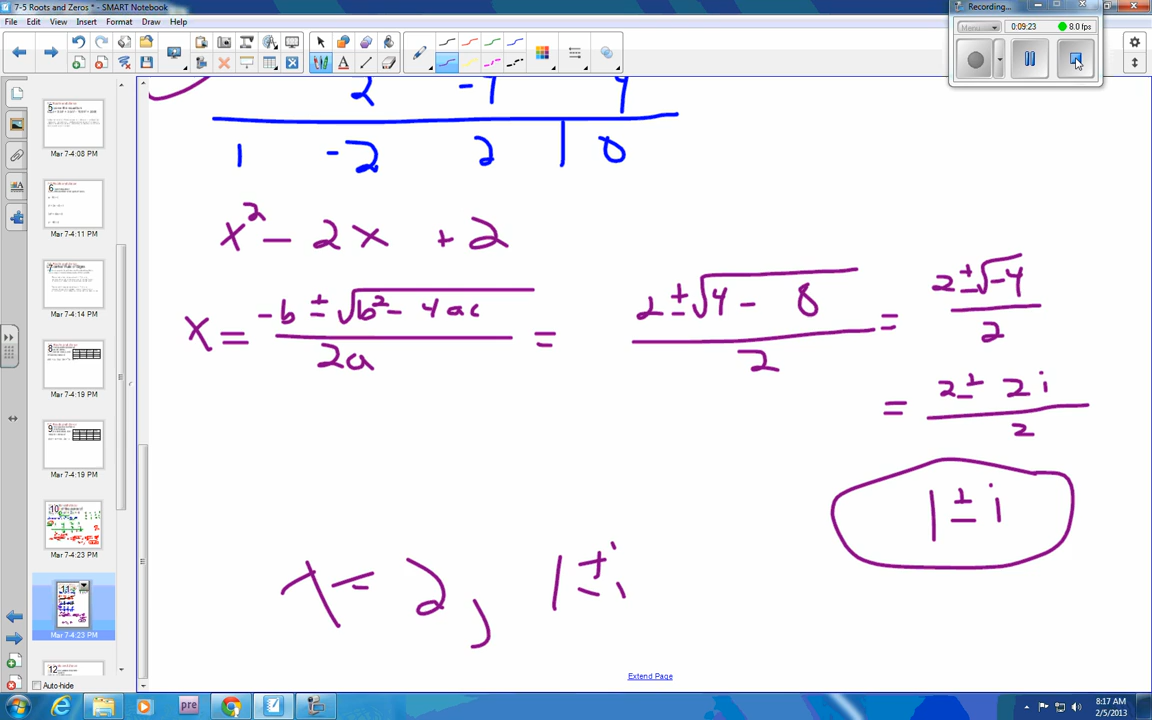 7-5 Roots and Zeros * - SMART Notebook
File Edit View Insert Format Tools Draw Help
Recording...
Menu 0:09:23 8.0 fps
Mar 7-4:08 PM
Mar 7-4:11 PM
Mar 7-4:14 PM
Mar 7-4:19 PM
Mar 7-4:19 PM
Mar 7-4:23 PM
Mar 7-4:23 PM
Auto-hide
2 -4 4
1 -2 2 | 0
x² - 2x + 2
x = (-b ± √(b² - 4ac))/(2a) = (2 ± √(4 - 8))/2 = (2 ± √-4)/2
= (2 ± 2i)/2
1 ± i
x = 2, 1 ± i
Extend Page
pre
8:17 AM
2/5/2013